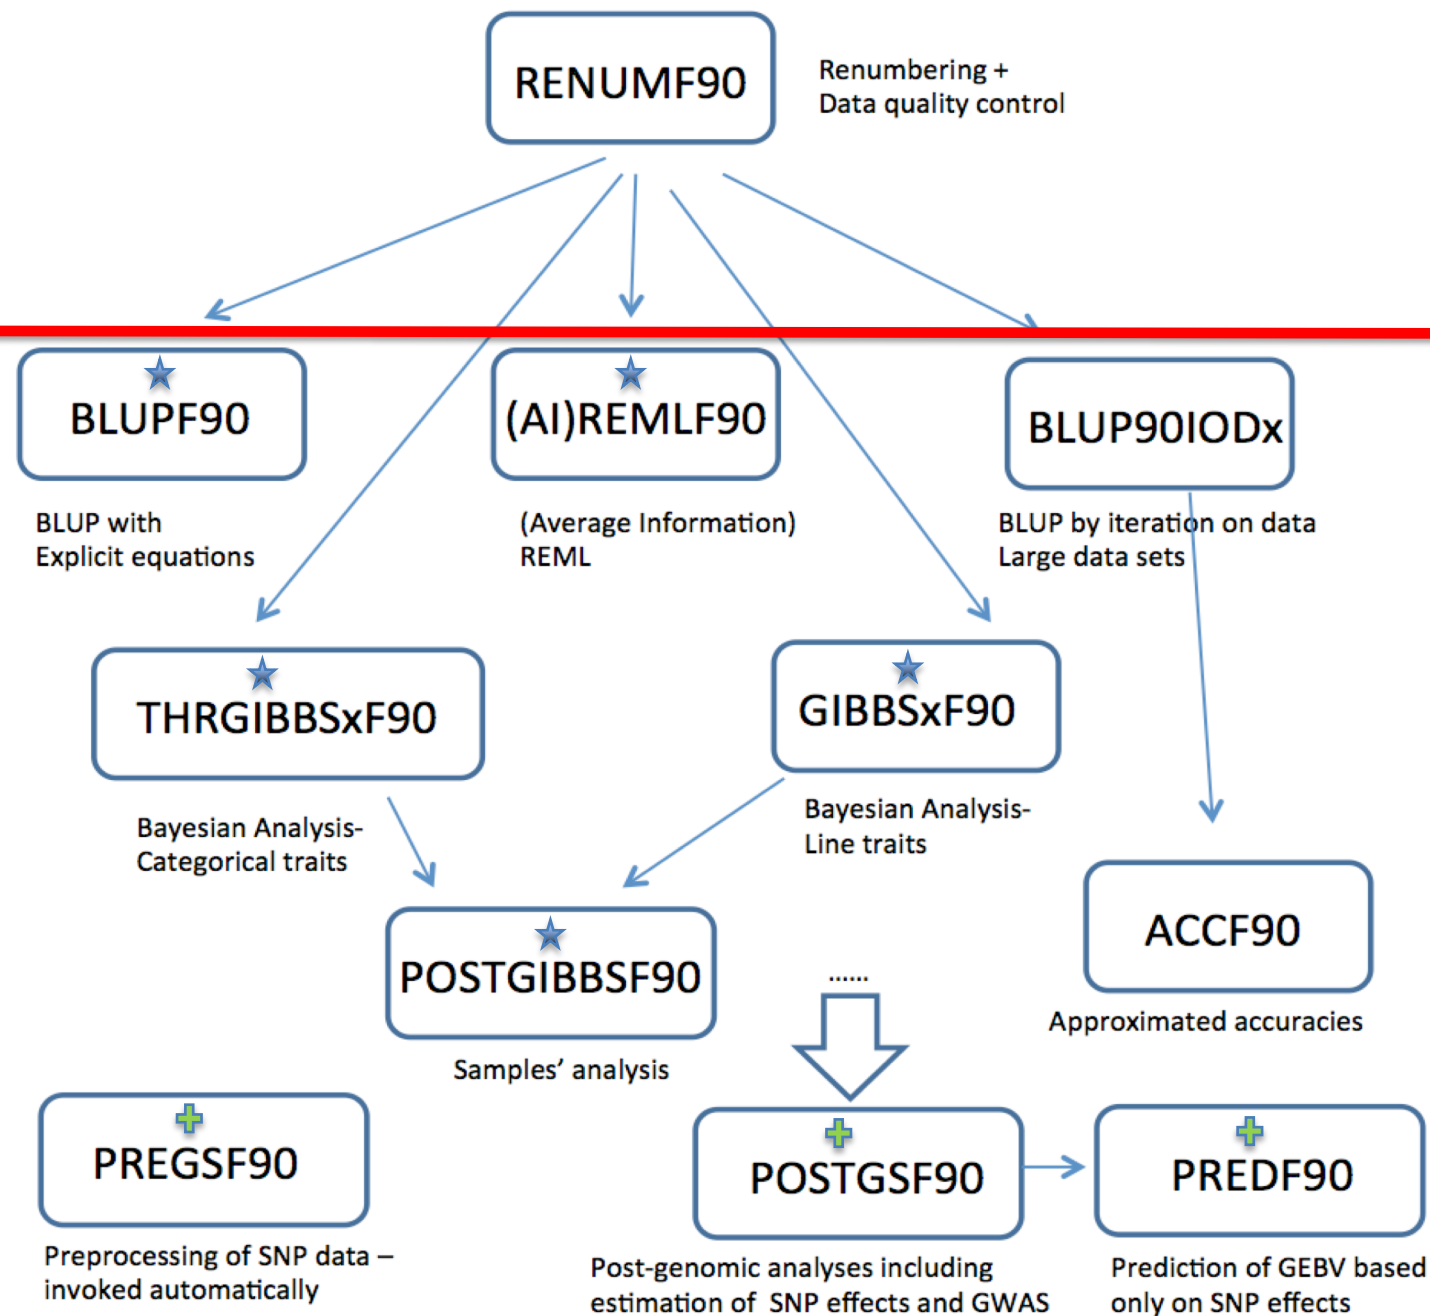 RENUMF90
Renumbering +
Data quality control
BLUPF90
(AI)REMLF90
BLUP90IODx
BLUP with
Explicit equations
(Average Information)
REML
BLUP by iteration on data
Large data sets
THRGIBBSxF90
GIBBSxF90
Bayesian Analysis-
Categorical traits
Bayesian Analysis-
Line traits
POSTGIBBSF90
Samples’ analysis
ACCF90
Approximated accuracies
......
PREGSF90
Preprocessing of SNP data –
invoked automatically
POSTGSF90
Post-genomic analyses including
estimation of SNP effects and GWAS
PREDF90
Prediction of GEBV based
only on SNP effects